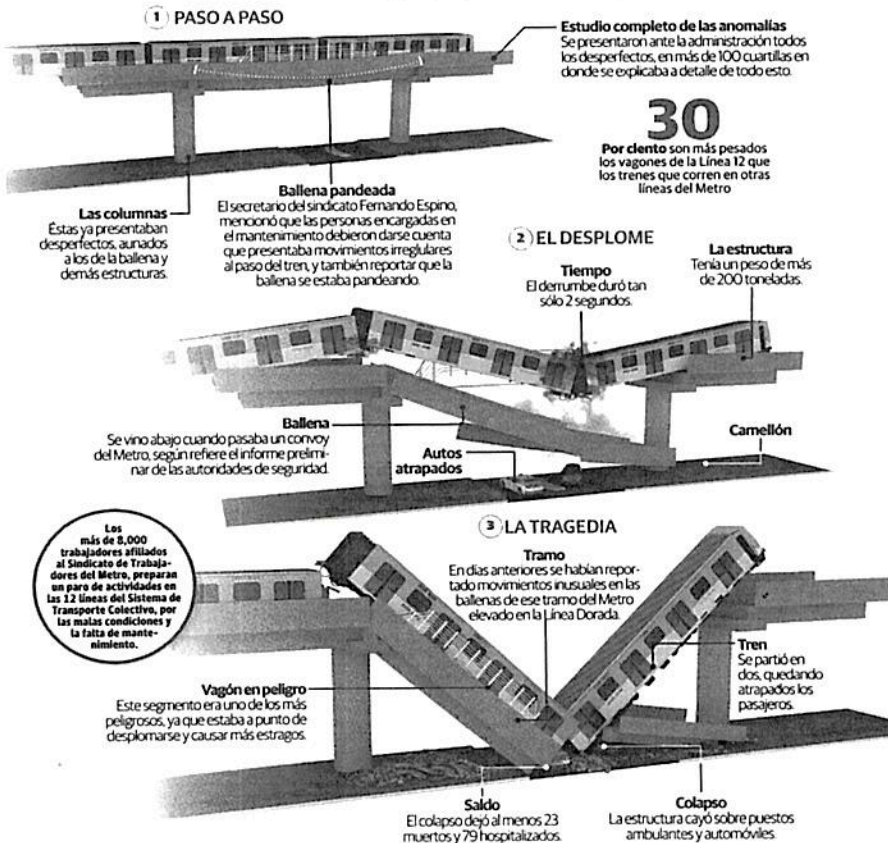 1 PASO A PASO
Estudio completo de las anomalías
Se presentaron ante la administración todos
los desperfectos, en más de 100 cuartillas en
donde se explicaba a detalle de todo esto.
30
Por ciento son más pesados
los vagones de la Línea 12 que
los trenes que corren en otras
líneas del Metro
Las columnas
Éstas ya presentaban
desperfectos, aunados
a los de la ballena y
demás estructuras.
Ballena pandeada
El secretario del sindicato Fernando Espino,
mencionó que las personas encargadas en
el mantenimiento debieron darse cuenta
que presentaba movimientos irreglulares
al paso del tren, y también reportar que la
ballena se estaba pandeando.
2 EL DESPLOME
Tiempo
El derrumbe duró tan
sólo 2 segundos.
La estructura
Tenía un peso de más
de 200 toneladas.
Ballena
Se vino abajo cuando pasaba un convoy
del Metro, según refiere el informe prelimi-
nar de las autoridades de seguridad.
Autos
atrapados
Camellón
3 LA TRAGEDIA
Los
más de 8,000
trabajadores afiliados
al Sindicato de Trabaja-
dores del Metro, preparan
un paro de actividades en
las 12 líneas del Sistema de
Transporte Colectivo, por
las malas condiciones y
la falta de mante-
nimiento.
Tramo
En días anteriores se habían repor-
tado movimientos inusuales en las
ballenas de ese tramo del Metro
elevado en la Línea Dorada.
Tren
Se partió en
dos, quedando
atrapados los
pasajeros.
Vagón en peligro
Este segmento era uno de los más
peligrosos, ya que estaba a punto de
desplomarse y causar más estragos.
Saldo
El colapso dejó al menos 23
muertos y 79 hospitalizados.
Colapso
La estructura cayó sobre puestos
ambulantes y automóviles.